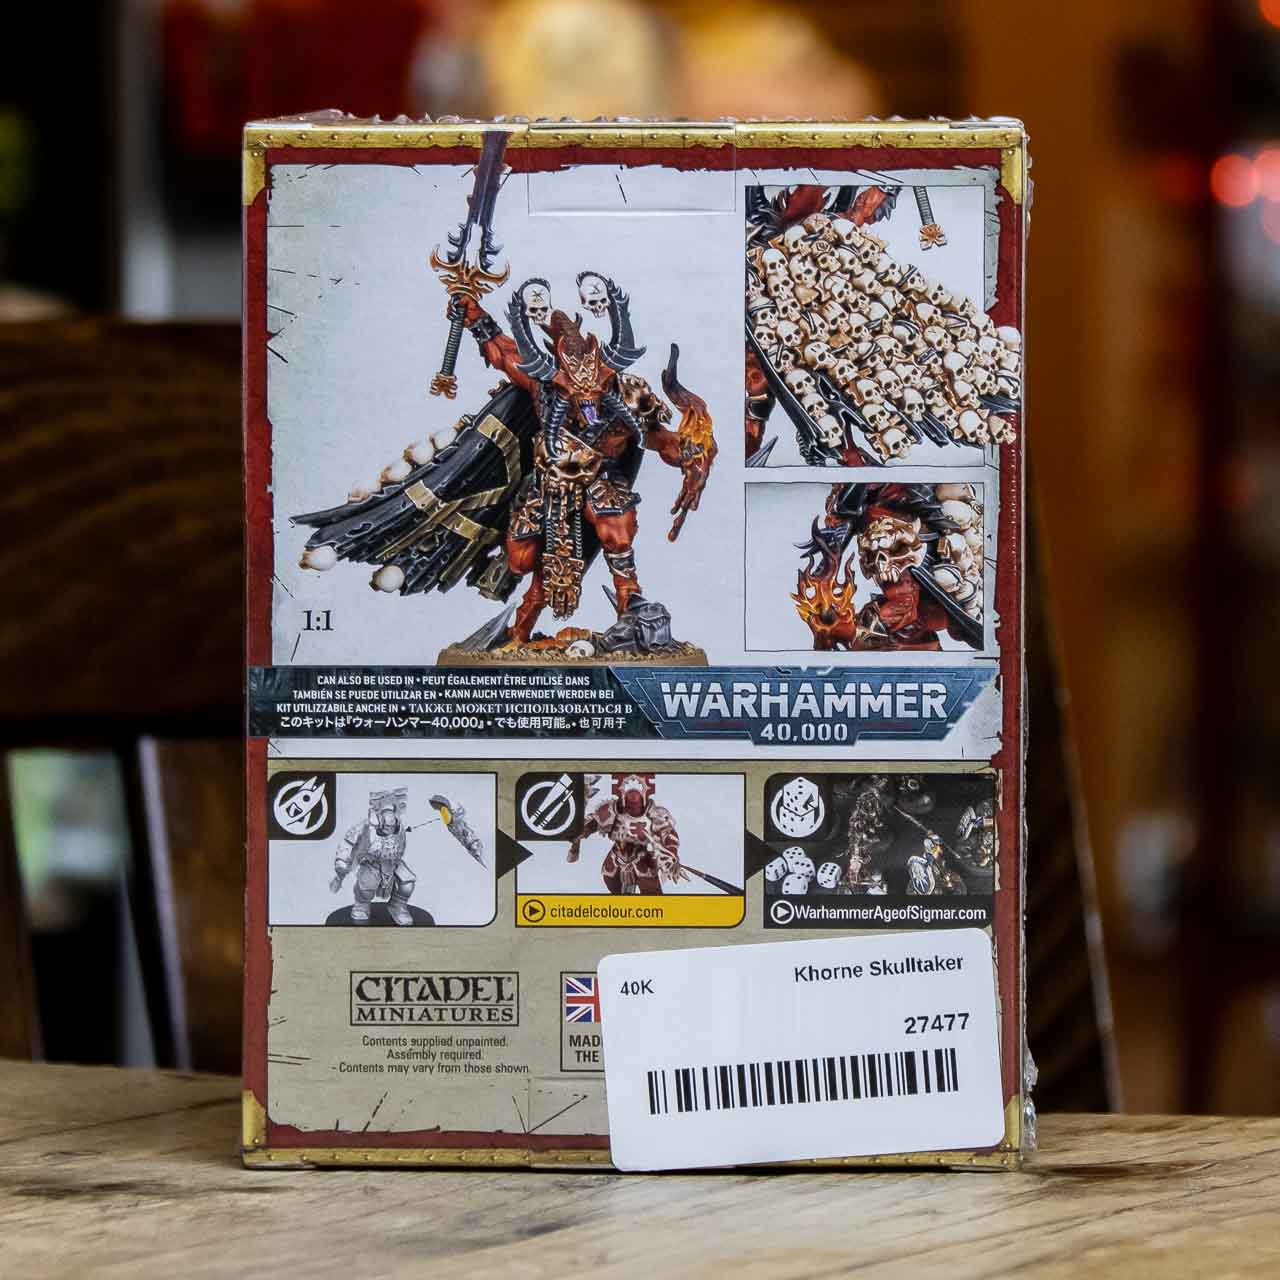 1:1
CAN ALSO BE USED IN • PEUT ÉGALEMENT ÊTRE UTILISÉ DANS
TAMBIÉN SE PUEDE UTILIZAR EN • KANN AUCH VERWENDET WERDEN BEI
KIT UTILIZZABILE ANCHE IN • ТАКЖЕ МОЖЕТ ИСПОЛЬЗОВАТЬСЯ В
このキットは『ウォーハンマー40,000』• でも使用可能。• 也可用于
WARHAMMER
40,000
citadelcolour.com
WarhammerAgeofSigmar.com
CITADEL
MINIATURES
Contents supplied unpainted.
Assembly required.
- Contents may vary from those shown
MAD
THE
40K
Khorne Skulltaker
27477